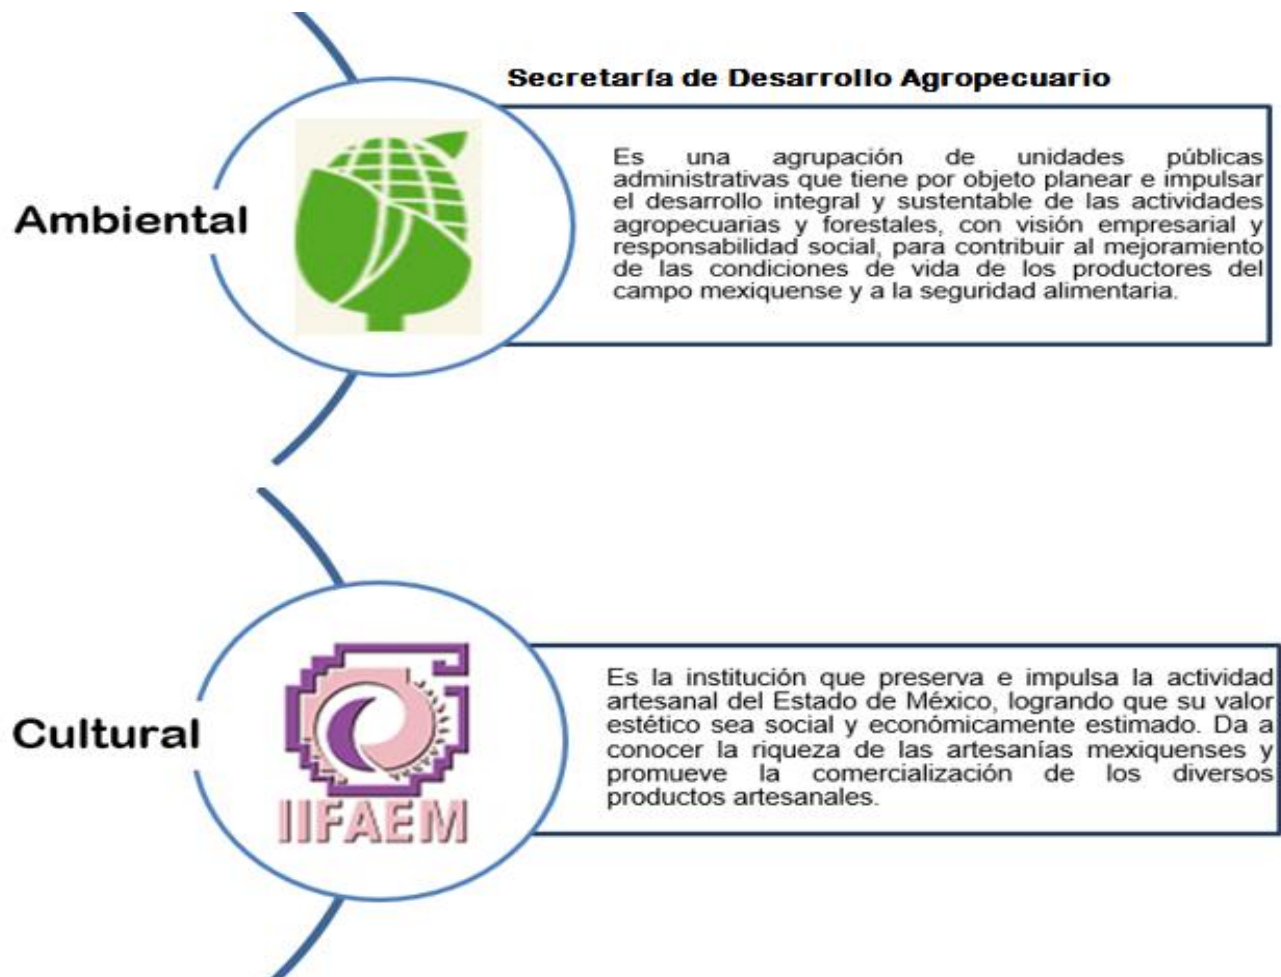 Secretaría de Desarrollo Agropecuario
Ambiental
Es una agrupación de unidades públicas
administrativas que tiene por objeto planear e impulsar
el desarrollo integral y sustentable de las actividades
agropecuarias y forestales, con visión empresarial y
responsabilidad social, para contribuir al mejoramiento
de las condiciones de vida de los productores del
campo mexiquense y a la seguridad alimentaria.
Cultural
IIFAEM
Es la institución que preserva e impulsa la actividad
artesanal del Estado de México, logrando que su valor
estético sea social y económicamente estimado. Da a
conocer la riqueza de las artesanías mexiquenses y
promueve la comercialización de los diversos
productos artesanales.